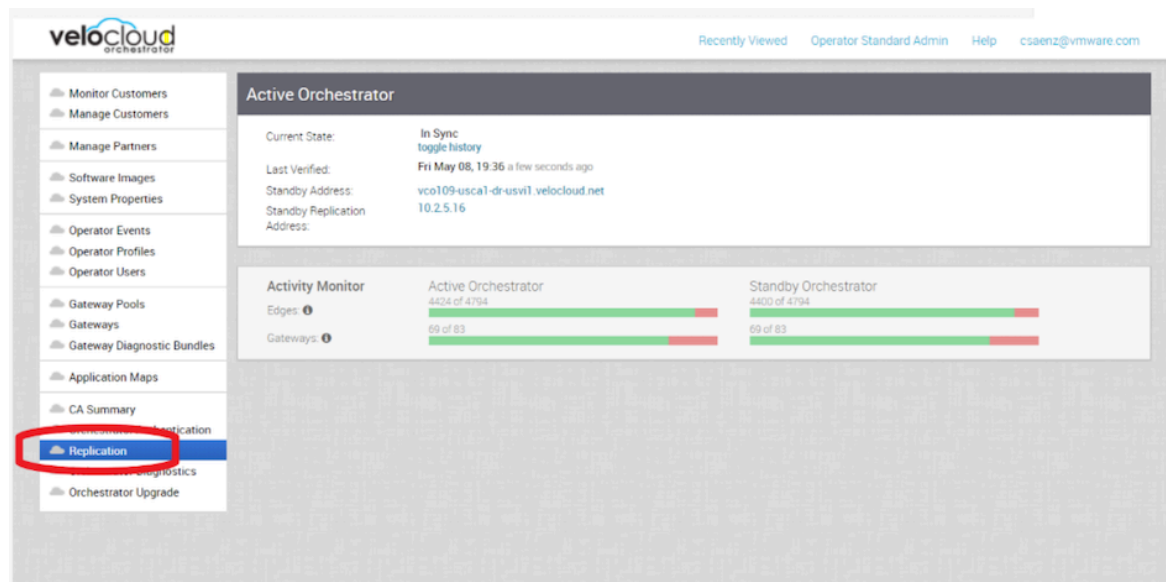 velocloud
orchestrator
Recently Viewed Operator Standard Admin Help csaenz@vmware.com
Monitor Customers
Manage Customers
Manage Partners
Software Images
System Properties
Operator Events
Operator Profiles
Operator Users
Gateway Pools
Gateways
Gateway Diagnostic Bundles
Application Maps
CA Summary
Replication
Orchestrator Upgrade
Active Orchestrator
Current State: In Sync
toggle history
Last Verified: Fri May 08, 19:36 a few seconds ago
Standby Address: vco109-usca1-dr-usvi1.velocloud.net
Standby Replication 10.2.5.16
Address:
Activity Monitor Active Orchestrator Standby Orchestrator
4424 of 4794 4400 of 4794
Edges:
69 of 83 69 of 83
Gateways: